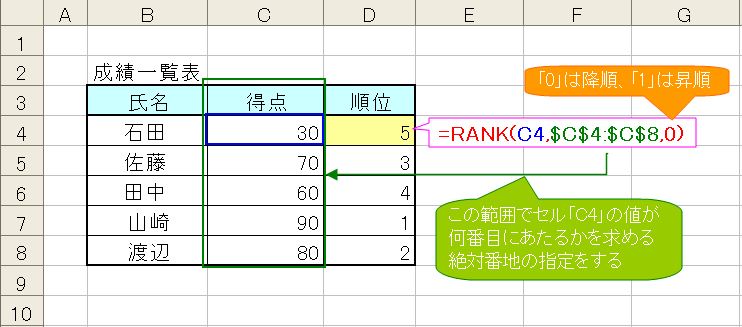 A B C D E F G
1
2 成績一覧表
「0」は降順、「1」は昇順
3 氏名 得点 順位
4 石田 30 5 =RANK(C4,$C$4:$C$8,0)
5 佐藤 70 3
6 田中 60 4
7 山崎 90 1
8 渡辺 80 2
この範囲でセル「C4」の値が
何番目にあたるかを求める
絶対番地の指定をする
9
10